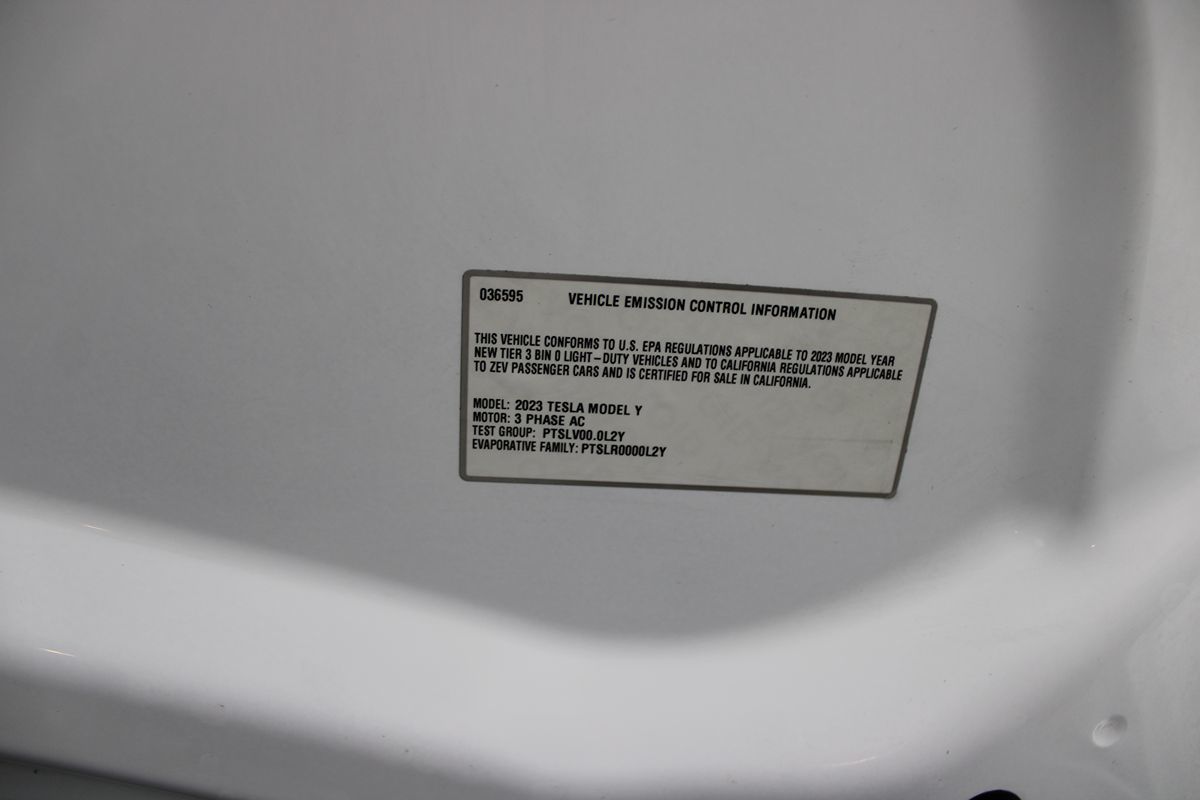 036595 VEHICLE EMISSION CONTROL INFORMATION
THIS VEHICLE CONFORMS TO U.S. EPA REGULATIONS APPLICABLE TO 2023 MODEL YEAR
NEW TIER 3 BIN 0 LIGHT-DUTY VEHICLES AND TO CALIFORNIA REGULATIONS APPLICABLE
TO ZEV PASSENGER CARS AND IS CERTIFIED FOR SALE IN CALIFORNIA.
MODEL: 2023 TESLA MODEL Y
MOTOR: 3 PHASE AC
TEST GROUP: PTSLV00.0L2Y
EVAPORATIVE FAMILY: PTSLR0000L2Y